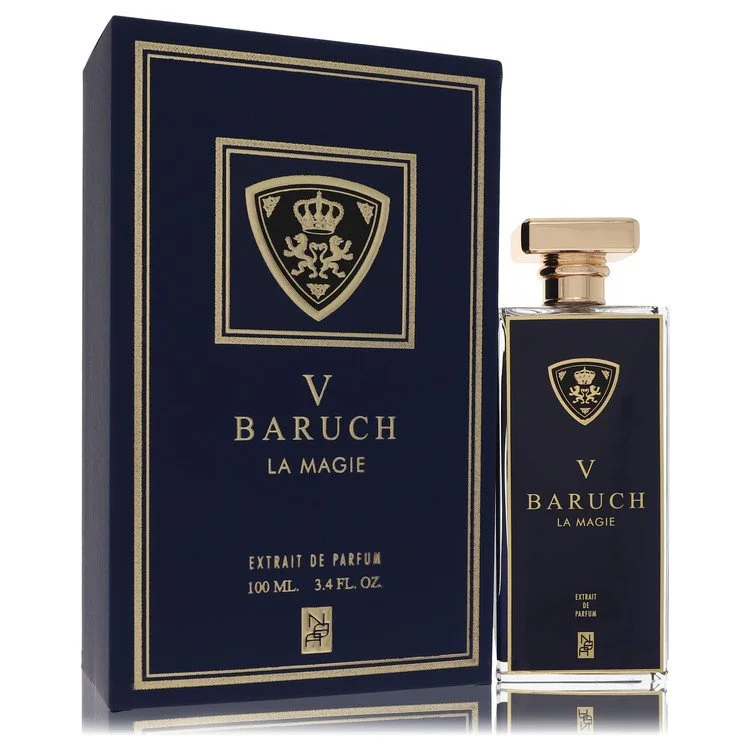 V
BARUCH
LA MAGIE
EXTRAIT DE PARFUM
100 ML. 3.4 FL. OZ.
V
BARUCH
LA MAGIE
EXTRAIT
DE
PARFUM